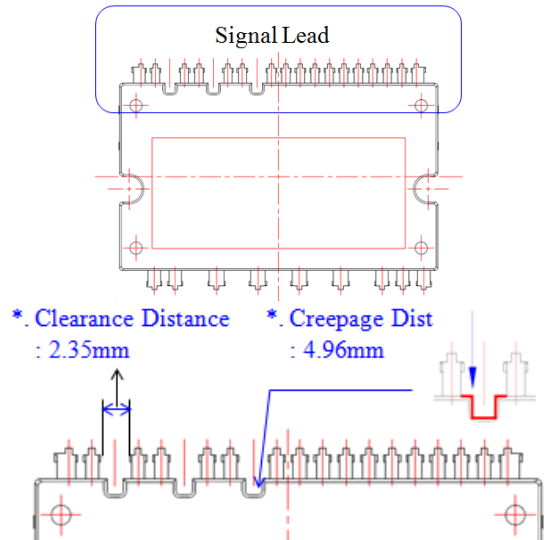 Signal Lead
*. Clearance Distance
: 2.35mm
*. Creepage Dist
: 4.96mm